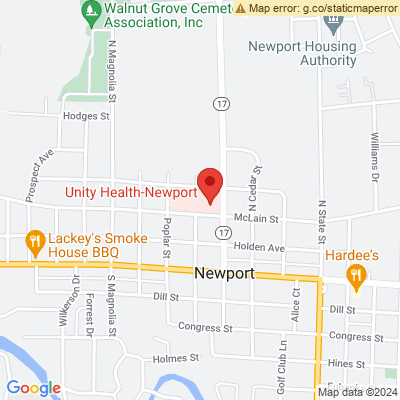 Walnut Grove Cemete
Association, Inc
Map error: g.co/staticmaperror
Newport Housing
Authority
N Magnolia St
17
Hodges St
Prospect Ave
Williams Dr
Unity Health-Newport
N Cedar St
N State St
McLain St
Poplar St
17
Lackey's Smoke
House BBQ
Holden Ave
Hardee's
Newport
Wilkerson Dr
Forrest Dr
S Magnolia St
Dill St
Alice Ct
Dill St
Congress St
Congress St
Holmes St
Golf Club Ln
Hines St
Google
Map data ©2024